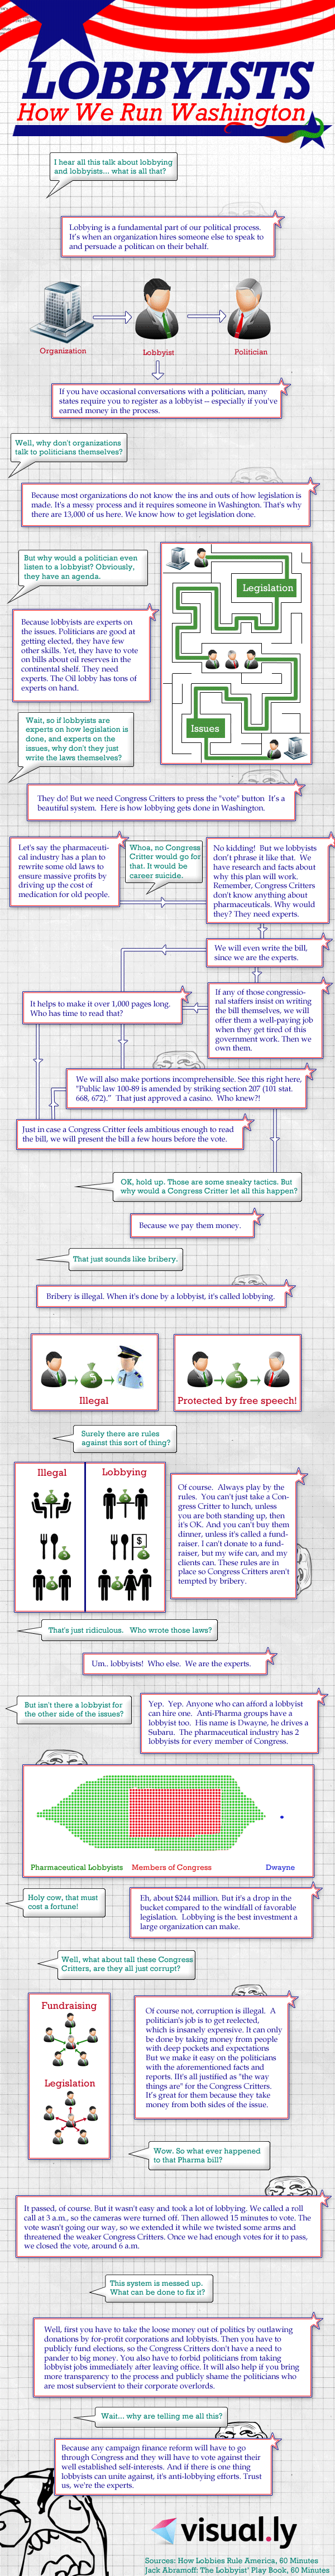 LOBBYISTS
How We Run Washington
I hear all this talk about lobbying
and lobbyists... what is all that?
Lobbying is a fundamental part of our political process.
It's when an organization hires someone else to speak to
and persuade a politican on their behalf.
Organization
Lobbyist
Politician
If you have occasional conversations with a politician, many
states require you to register as a lobbyist -- especially if you've
earned money in the process.
Well, why don't organizations
talk to politicians themselves?
Because most organizations do not know the ins and outs of how legislation is
made. It's a messy process and it requires someone in Washington. That's why
there are 13,000 of us here. We know how to get legislation done.
But why would a politician even
listen to a lobbyist? Obviously,
they have an agenda.
Legislation
Issues
Because lobbyists are experts on
the issues. Politicians are good at
getting elected, they have few
other skills. Yet, they have to vote
on bills about oil reserves in the
continental shelf. They need
experts. The Oil lobby has tons of
experts on hand.
Wait, so if lobbyists are
experts on how legislation is
done, and experts on the
issues, why don't they just
write the laws themselves?
They do! But we need Congress Critters to press the "vote" button It's a
beautiful system. Here is how lobbying gets done in Washington.
Let's say the pharmaceuti-
cal industry has a plan to
rewrite some old laws to
ensure massive profits by
driving up the cost of
medication for old people.
Whoa, no Congress
Critter would go for
that. It would be
career suicide.
No kidding! But we lobbyists
don't phrase it like that. We
have research and facts about
why this plan will work.
Remember, Congress Critters
don't know anything about
pharmaceuticals. Why would
they? They need experts.
We will even write the bill,
since we are the experts.
If any of those congressio-
nal staffers insist on writing
the bill themselves, we will
offer them a well-paying job
when they get tired of this
government work. Then we
own them.
It helps to make it over 1,000 pages long.
Who has time to read that?
We will also make portions incomprehensible. See this right here,
"Public law 100-89 is amended by striking section 207 (101 stat.
668, 672)." That just approved a casino. Who knew?!
Just in case a Congress Critter feels ambitious enough to read
the bill, we will present the bill a few hours before the vote.
OK, hold up. Those are some sneaky tactics. But
why would a Congress Critter let all this happen?
Because we pay them money.
That just sounds like bribery.
Bribery is illegal. When it's done by a lobbyist, it's called lobbying.
Illegal
Protected by free speech!
Surely there are rules
against this sort of thing?
Illegal
Lobbying
$
Of course. Always play by the
rules. You can't just take a Con-
gress Critter to lunch, unless
you are both standing up, then
it's OK. And you can't buy them
dinner, unless it's called a fund-
raiser. I can't donate to a fund-
raiser, but my wife can, and my
clients can. These rules are in
place so Congress Critters aren't
tempted by bribery.
That's just ridiculous. Who wrote those laws?
Um.. lobbyists! Who else. We are the experts.
But isn't there a lobbyist for
the other side of the issues?
Yep. Yep. Anyone who can afford a lobbyist
can hire one. Anti-Pharma groups have a
lobbyist too. His name is Dwayne, he drives a
Subaru. The pharmaceutical industry has 2
lobbyists for every member of Congress.
Pharmaceutical Lobbyists
Members of Congress
Dwayne
Holy cow, that must
cost a fortune!
Eh, about $244 million. But it's a drop in the
bucket compared to the windfall of favorable
legislation. Lobbying is the best investment a
large organization can make.
Well, what about tall these Congress
Critters, are they all just corrupt?
Fundraising
Legislation
Of course not, corruption is illegal. A
politician's job is to get reelected,
which is insanely expensive. It can only
be done by taking money from people
with deep pockets and expectations
But we make it easy on the politicians
with the aforementioned facts and
reports. IIt's all justified as "the way
things are" for the Congress Critters.
It's great for them because they take
money from both sides of the issue.
Wow. So what ever happened
to that Pharma bill?
It passed, of course. But it wasn't easy and took a lot of lobbying. We called a roll
call at 3 a.m., so the cameras were turned off. Then allowed 15 minutes to vote. The
vote wasn't going our way, so we extended it while we twisted some arms and
threatened the weaker Congress Critters. Once we had enough votes for it to pass,
we closed the vote, around 6 a.m.
This system is messed up.
What can be done to fix it?
Well, first you have to take the loose money out of politics by outlawing
donations by for-profit corporations and lobbyists. Then you have to
publicly fund elections, so the Congress Critters don't have a need to
pander to big money. You also have to forbid politicians from taking
lobbyist jobs immediately after leaving office. It will also help if you bring
more transparency to the process and publicly shame the politicians who
are most subservient to their corporate overlords.
Wait... why are telling me all this?
Because any campaign finance reform will have to go
through Congress and they will have to vote against their
well established self-interests. And if there is one thing
lobbyists can unite against, it's anti-lobbying efforts. Trust
us, we're the experts.
visual.ly
Sources: How Lobbies Rule America, 60 Minutes
Jack Abramoff: The Lobbyist' Play Book, 60 Minutes